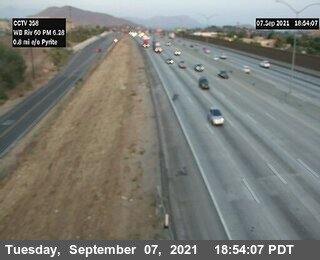 CCTV 358
WB Riv 60 PM 6.28
0.8 mi e/o Pyrite
07.Sep 2021 18:54:07
Tuesday, September 07, 2021 18:54:07 PDT